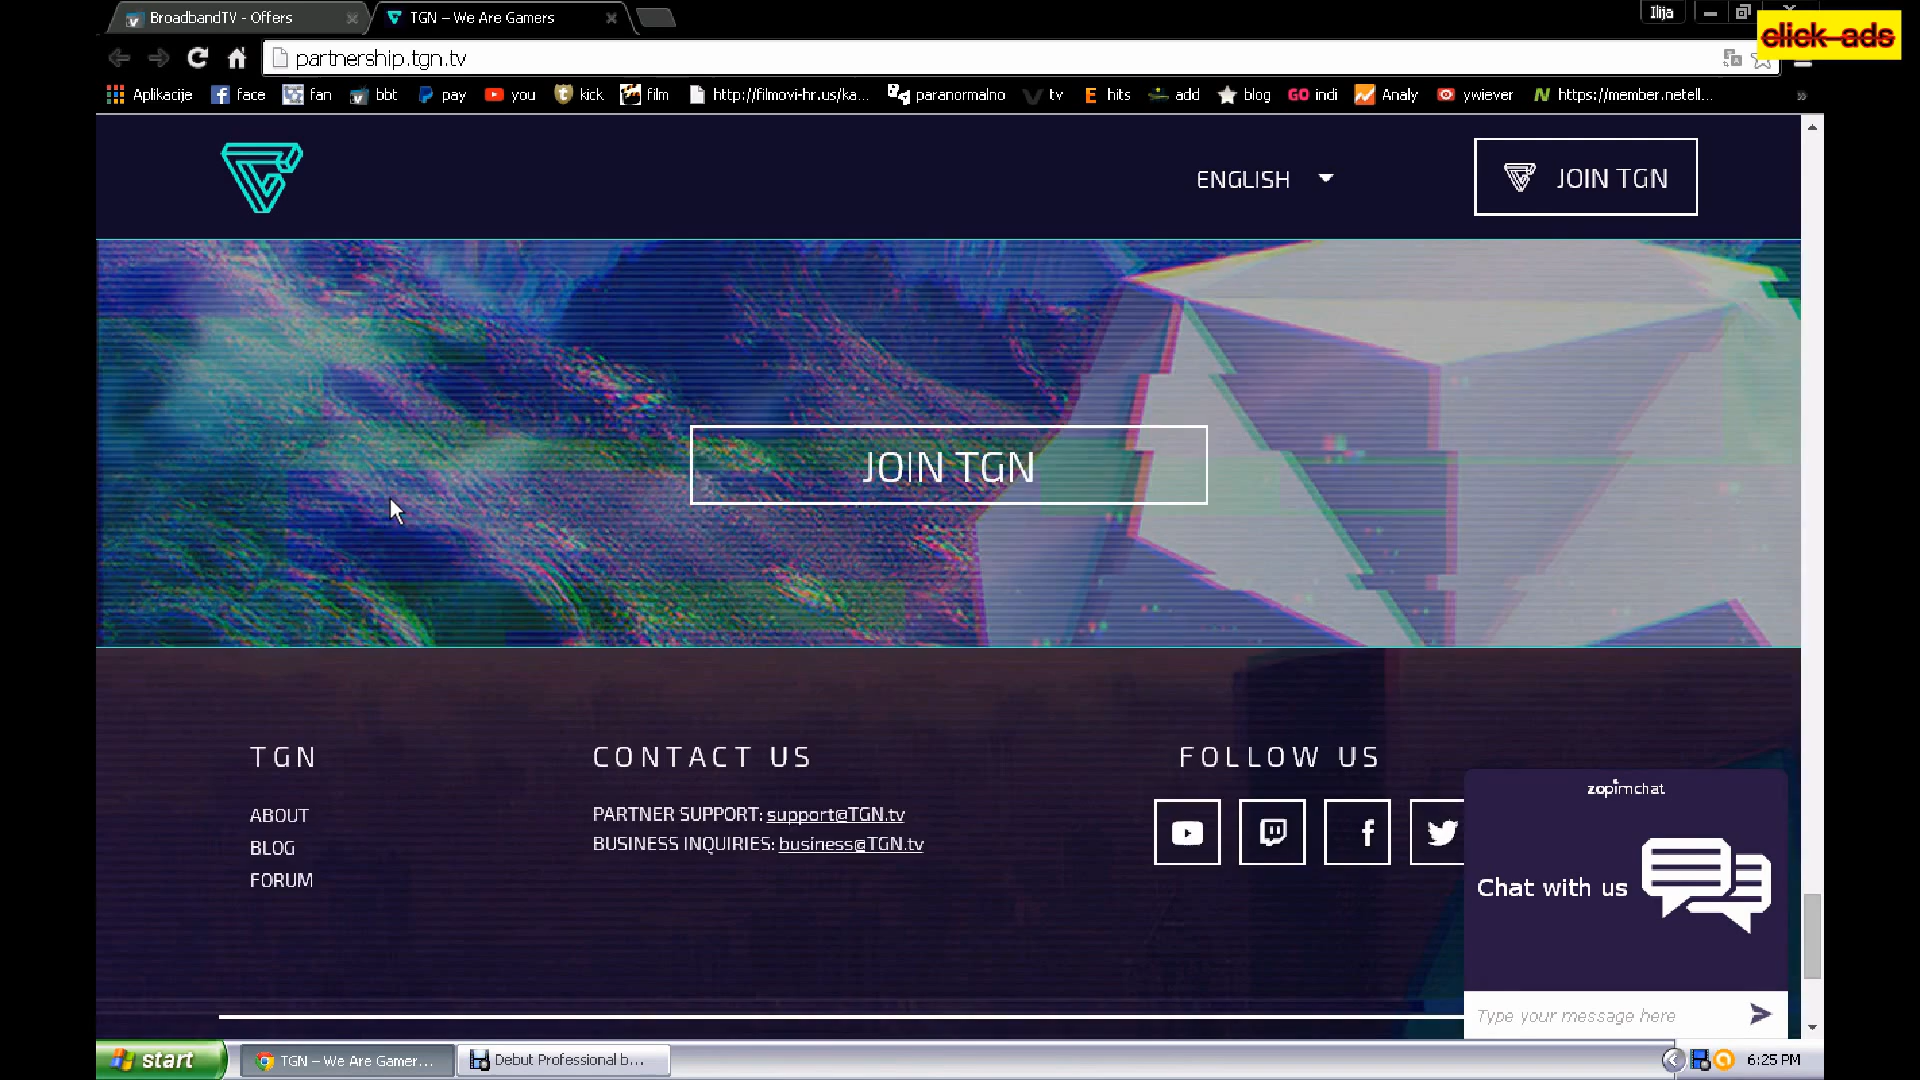 BroadbandTV - Offers
TGN – We Are Gamers
Ilija
click-ads
partnership.tgn.tv
Aplikacije face fan bbt pay you kick film http://filmovi-hr.us/ka... paranormalno tv hits add blog indi Analy ywiever https://member.netell... »
ENGLISH
JOIN TGN
JOIN TGN
TGN
ABOUT
BLOG
FORUM
CONTACT US
PARTNER SUPPORT: support@TGN.tv
BUSINESS INQUIRIES: business@TGN.tv
FOLLOW US
zopimchat
Chat with us
Type your message here
start
TGN – We Are Gamer...
Debut Professional b...
6:25 PM